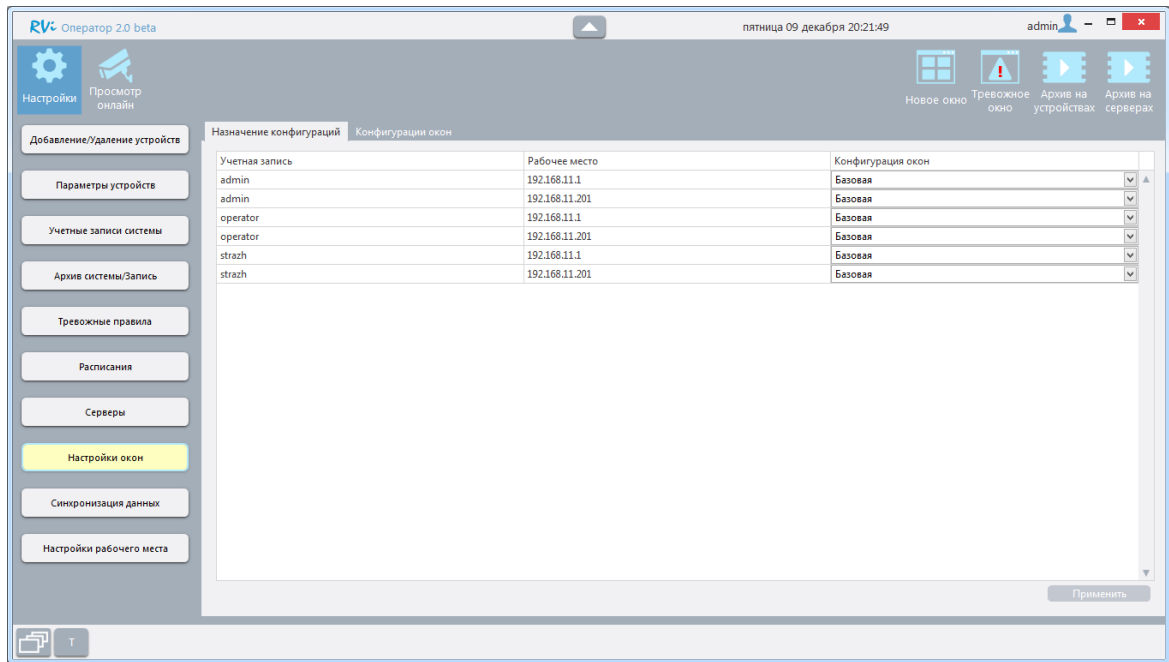 RVi Оператор 2.0 beta
пятница 09 декабря 20:21:49
admin
Настройки
Просмотр
онлайн
Новое окно
Тревожное
окно
Архив на
устройствах
Архив на
серверах
Добавление/Удаление устройств
Параметры устройств
Учетные записи системы
Архив системы/Запись
Тревожные правила
Расписания
Серверы
Настройки окон
Синхронизация данных
Настройки рабочего места
Назначение конфигураций Конфигурации окон
Учетная запись Рабочее место Конфигурация окон
admin 192.168.11.1 Базовая
admin 192.168.11.201 Базовая
operator 192.168.11.1 Базовая
operator 192.168.11.201 Базовая
strazh 192.168.11.1 Базовая
strazh 192.168.11.201 Базовая
Применить
T